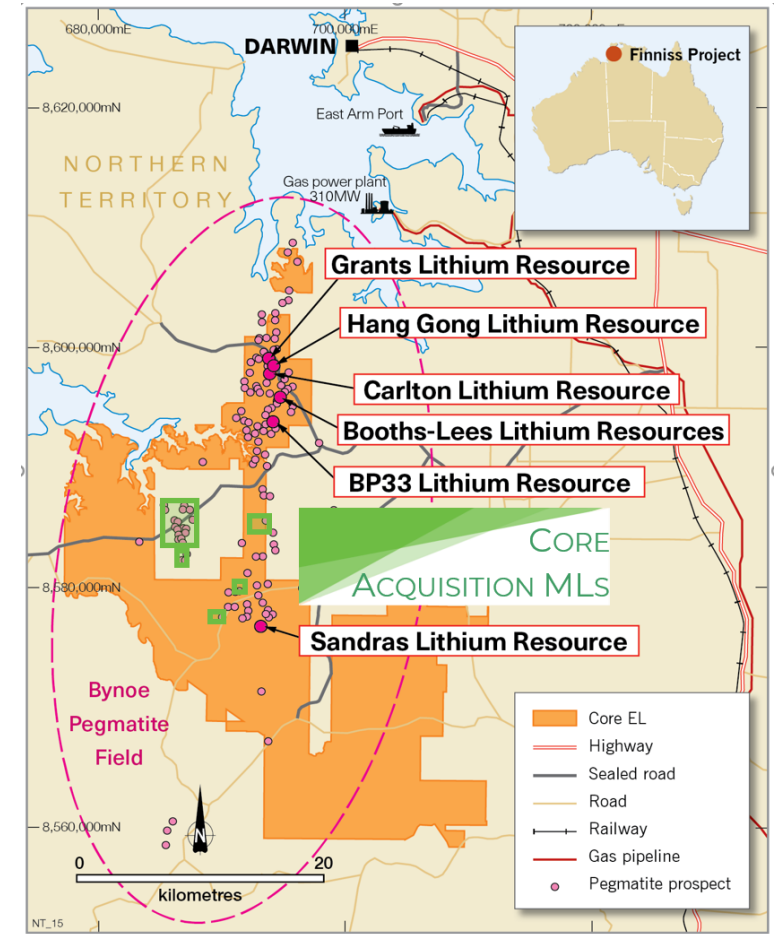 680,000mE
700,000mE
DARWIN
Finniss Project
8,620,000mN
East Arm Port
NORTHERN
TERRITORY
Gas power plant
310MW
Grants Lithium Resource
Hang Gong Lithium Resource
8,600,000mN
Carlton Lithium Resource
Booths-Lees Lithium Resources
BP33 Lithium Resource
CORE
ACQUISITION MLS
8,580,000mN
Sandras Lithium Resource
Bynoe
Pegmatite
Field
Core EL
Highway
Sealed road
Road
Railway
Gas pipeline
Pegmatite prospect
8,560,000mN
N
0 20
kilometres
NT_15